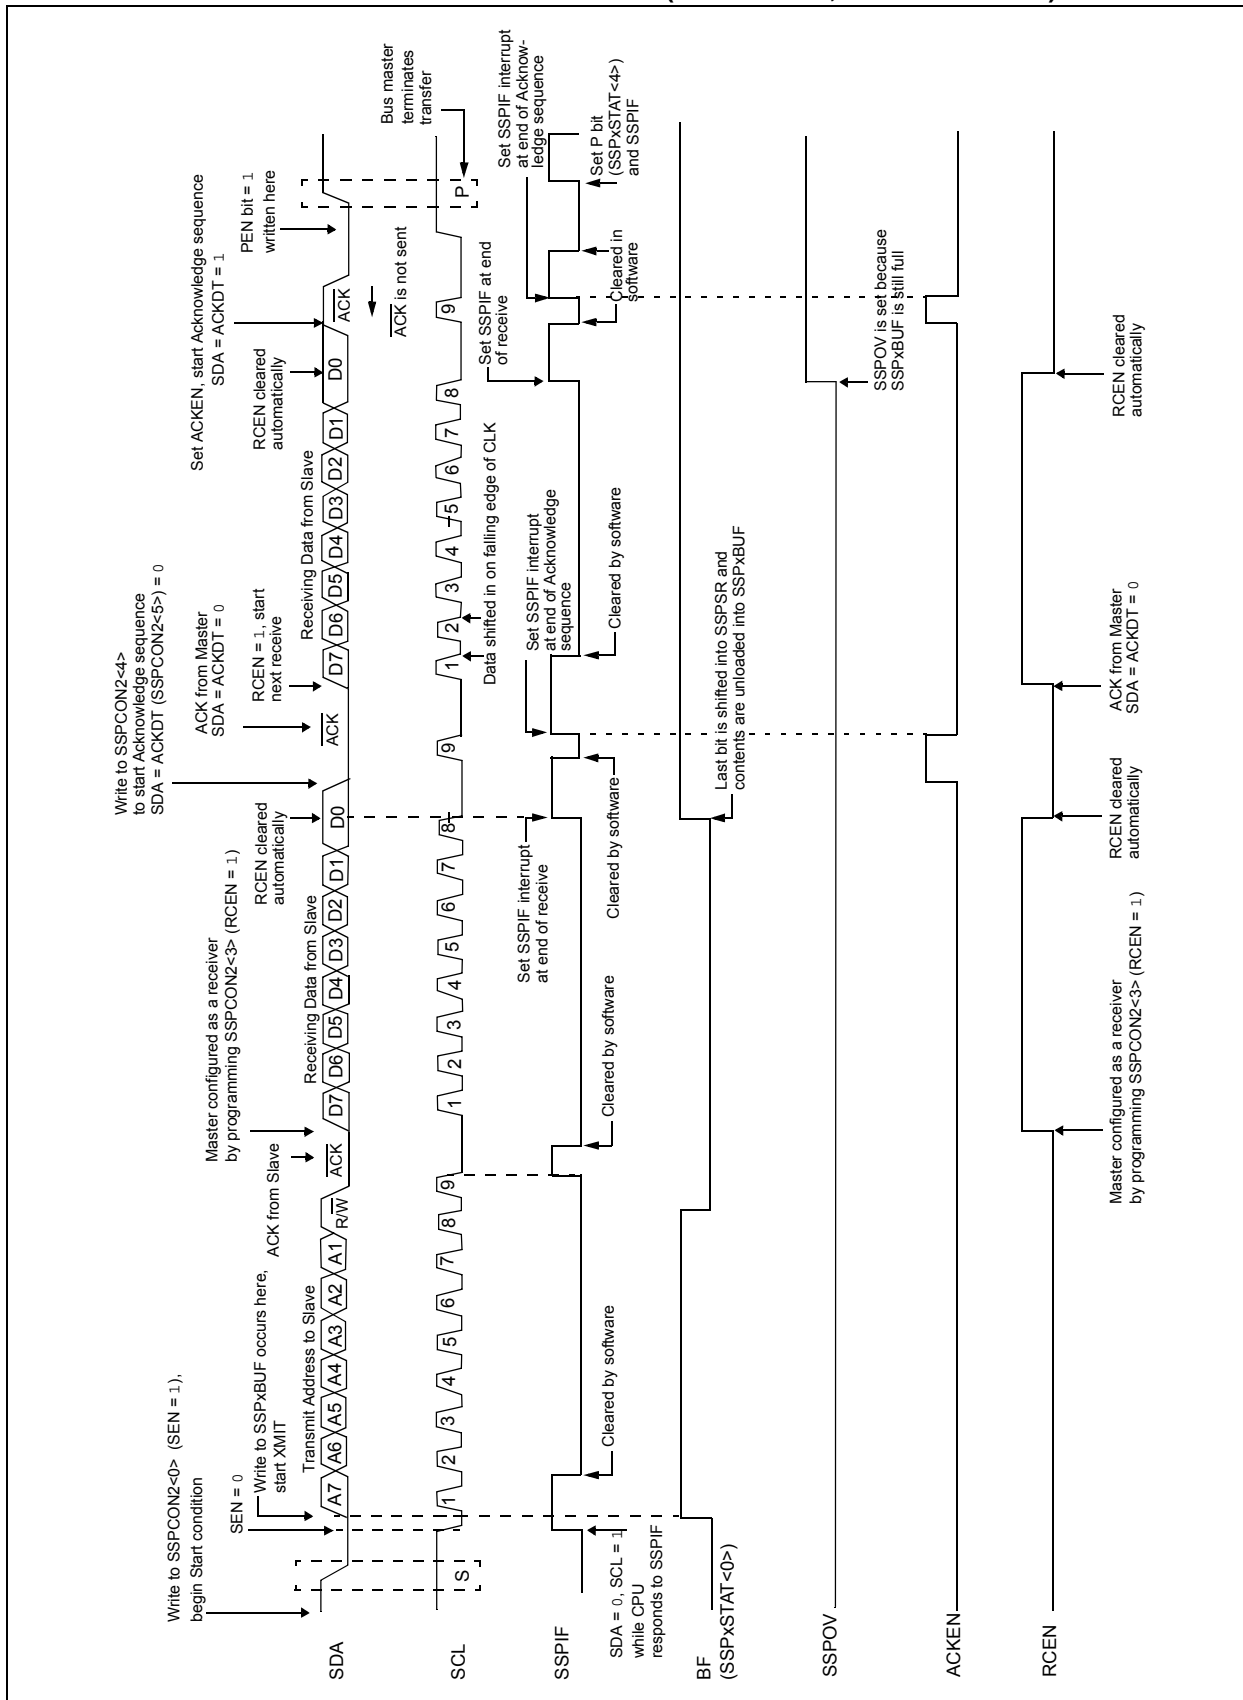 Write to SSPCON2<0> (SEN = 1),
begin Start condition
SEN = 0
Write to SSPxBUF occurs here,
start XMIT
ACK from Slave
Master configured as a receiver
by programming SSPCON2<3> (RCEN = 1)
RCEN cleared
automatically
Write to SSPCON2<4>
to start Acknowledge sequence
SDA = ACKDT (SSPCON2<5>) = 0
ACK from Master
SDA = ACKDT = 0
RCEN = 1, start
next receive
RCEN cleared
automatically
Set ACKEN, start Acknowledge sequence
SDA = ACKDT = 1
PEN bit = 1
written here
Transmit Address to Slave
Receiving Data from Slave
Receiving Data from Slave
SDA
A7 A6 A5 A4 A3 A2 A1 R/W ACK D7 D6 D5 D4 D3 D2 D1 D0 ACK D7 D6 D5 D4 D3 D2 D1 D0 ACK
ACK is not sent
Bus master
terminates
transfer
SCL
S 1 2 3 4 5 6 7 8 9 1 2 3 4 5 6 7 8 9 1 2 3 4 5 6 7 8 9 P
Data shifted in on falling edge of CLK
Set SSPIF interrupt
at end of receive
Set SSPIF interrupt
at end of Acknowledge
sequence
Set SSPIF at end
of receive
Set SSPIF interrupt
at end of Acknow-
ledge sequence
SSPIF
SDA = 0, SCL = 1
while CPU
responds to SSPIF
Cleared by software
Cleared by software
Cleared by software
Cleared by software
Cleared in
software
Set P bit
(SSPxSTAT<4>)
and SSPIF
BF
(SSPxSTAT<0>)
Last bit is shifted into SSPSR and
contents are unloaded into SSPxBUF
SSPOV
SSPOV is set because
SSPxBUF is still full
ACKEN
RCEN
Master configured as a receiver
by programming SSPCON2<3> (RCEN = 1)
RCEN cleared
automatically
ACK from Master
SDA = ACKDT = 0
RCEN cleared
automatically